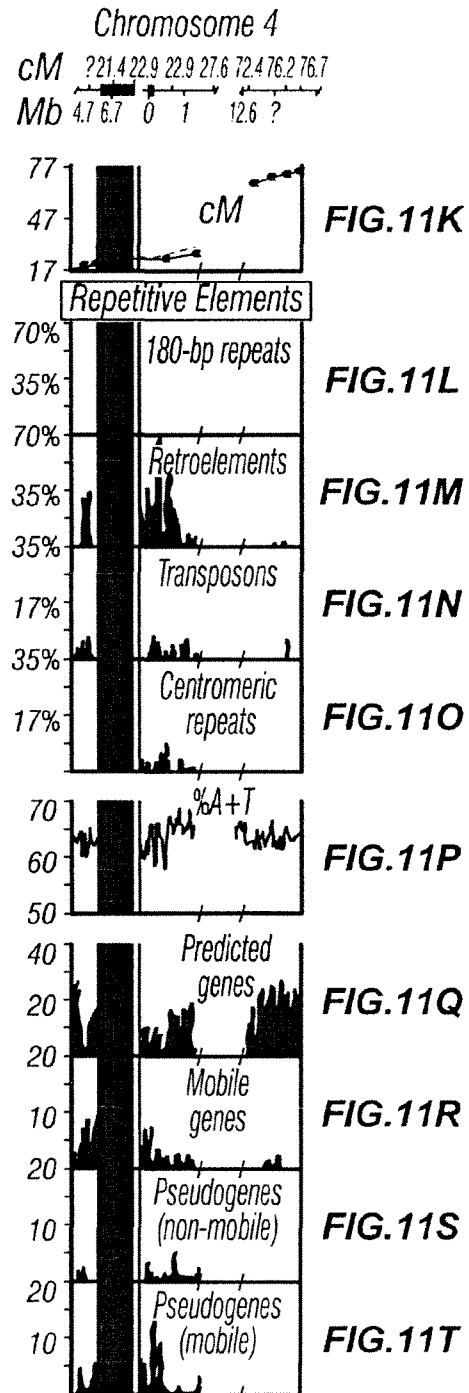 Chromosome 4
cM ? 21.4 22.9 22.9 27.6 72.4 76.2 76.7
Mb 4.7 6.7 0 1 12.6 ?
77
47
17
cM
FIG.11K
Repetitive Elements
70%
35%
180-bp repeats
FIG.11L
70%
35%
Retroelements
FIG.11M
35%
17%
Transposons
FIG.11N
35%
17%
Centromeric
repeats
FIG.11O
70
60
50
%A+T
FIG.11P
40
20
Predicted
genes
FIG.11Q
20
10
Mobile
genes
FIG.11R
20
10
Pseudogenes
(non-mobile)
FIG.11S
20
10
Pseudogenes
(mobile)
FIG.11T